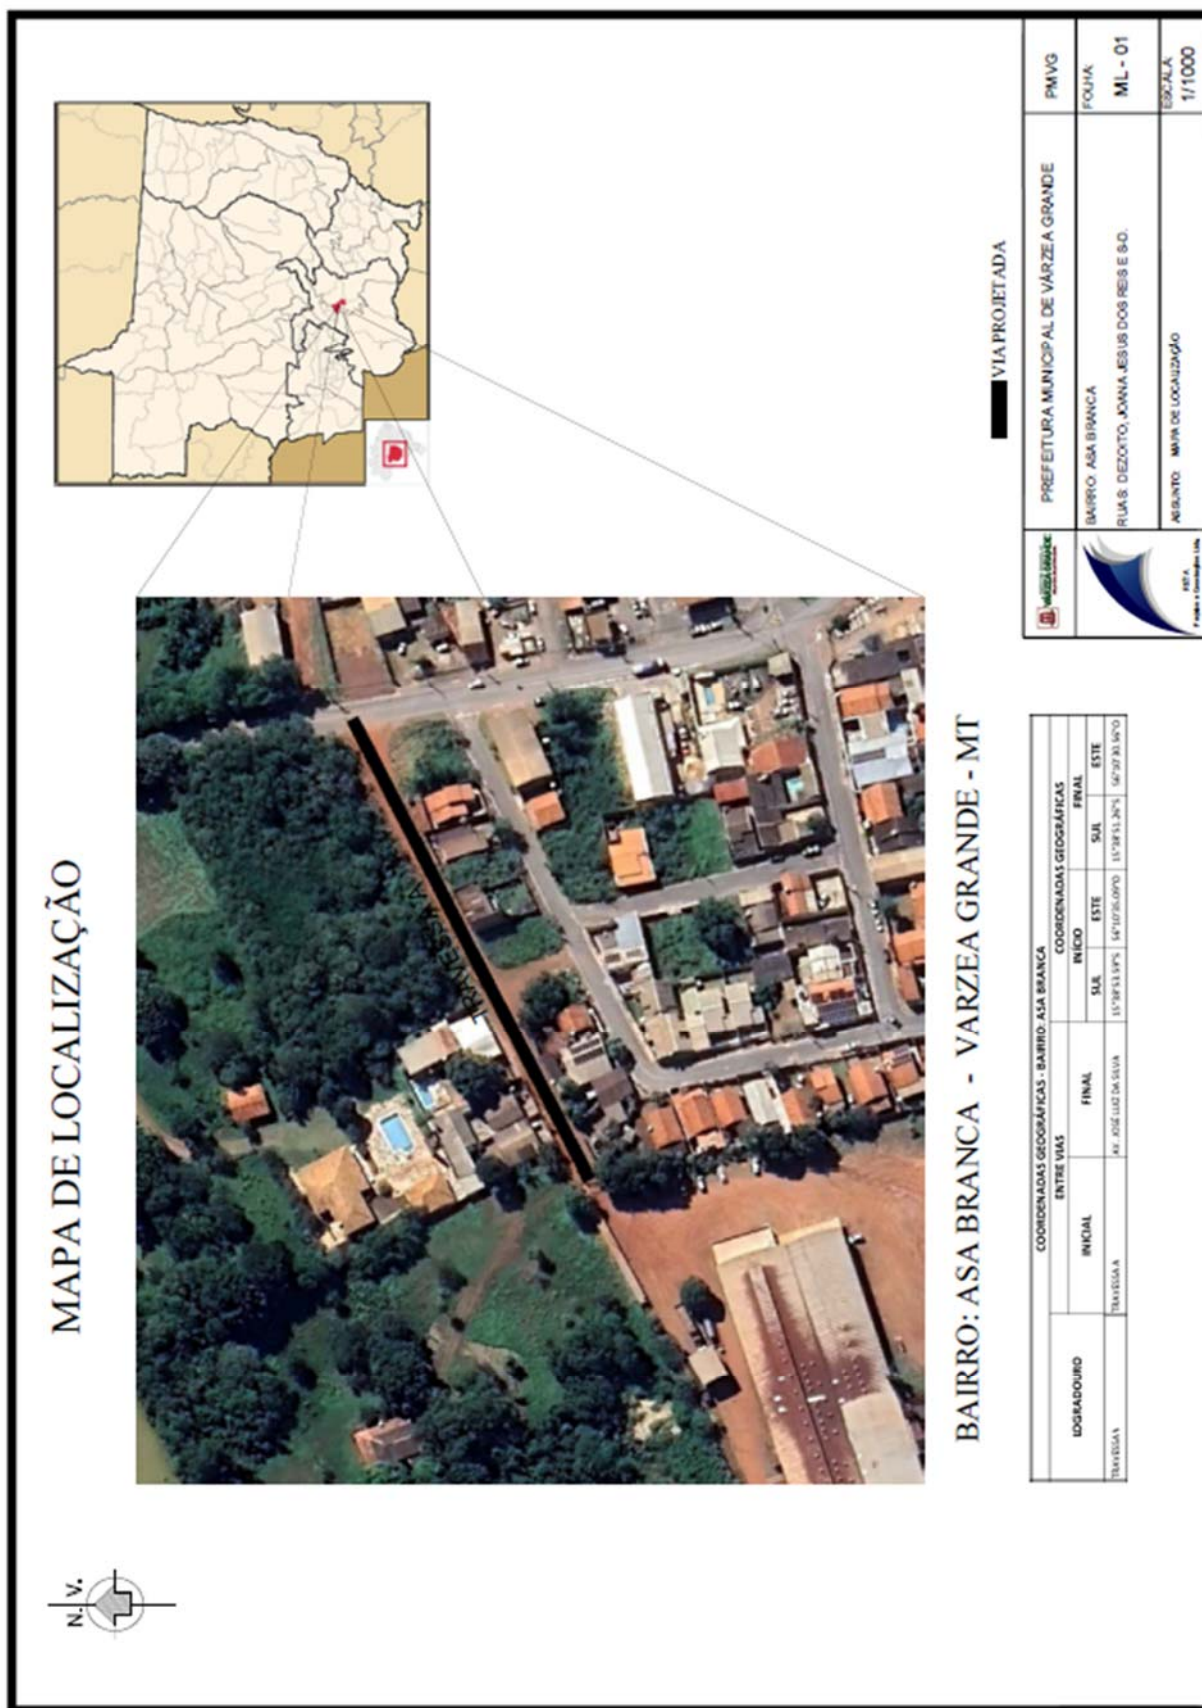 MAPA DE LOCALIZAÇÃO
N. V.
TRAVESSA A
VIA PROJETADA
BAIRRO: ASA BRANCA - VARZEA GRANDE - MT
COORDENADAS GEOGRÁFICAS - BAIRRO: ASA BRANCA
LOGRADOURO
ENTRE VIAS
COORDENADAS GEOGRÁFICAS
INICIAL
FINAL
INÍCIO
FINAL
SUL
ESTE
SUL
ESTE
TRAVESSA A
TRAVESSA A
AV. JOSÉ LUIZ DA SILVA
VÁRZEA GRANDE
PREFEITURA MUNICIPAL DE VÁRZEA GRANDE
PMVG
BAIRRO: ASA BRANCA
RUAS: DEZOITO, JOANA JESUS DOS REIS E S-D.
FOLHA:
ML - 01
ASSUNTO: MAPA DE LOCALIZAÇÃO
ESCALA:
1/1000